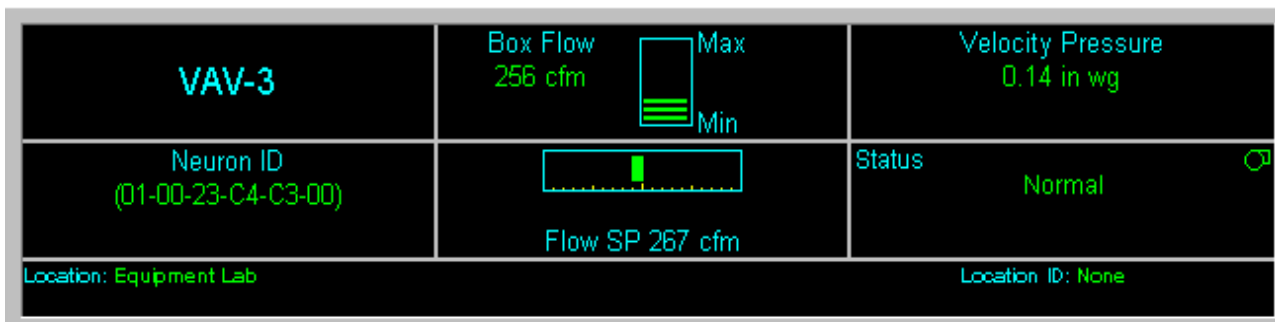 VAV-3
Box Flow
256 cfm
Max
Min
Velocity Pressure
0.14 in wg
Neuron ID
(01-00-23-C4-C3-00)
Flow SP 267 cfm
Status
Normal
Location: Equipment Lab
Location ID: None